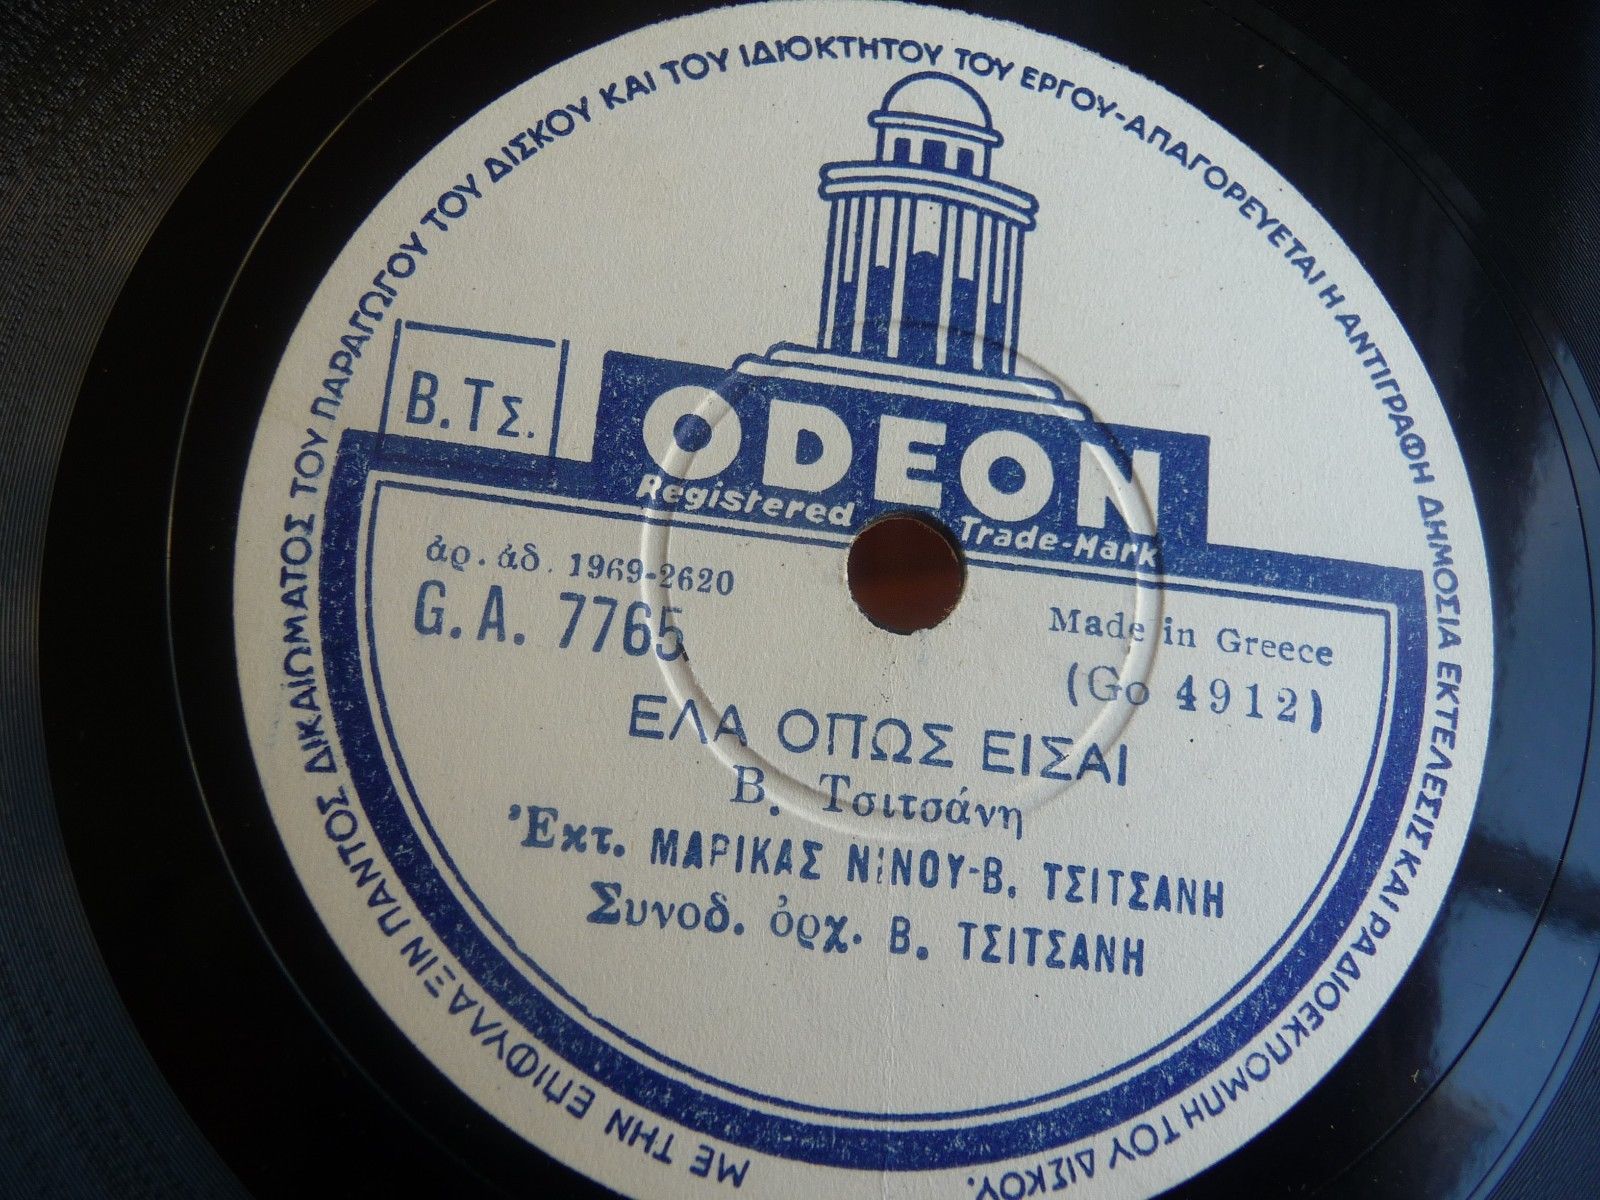 ΜΕ ΤΗΝ ΕΠΙΦΥΛΑΞΙΝ ΠΑΝΤΟΣ ΔΙΚΑΙΩΜΑΤΟΣ ΤΟΥ ΠΑΡΑΓΩΓΟΥ ΤΟΥ ΔΙΣΚΟΥ ΚΑΙ ΤΟΥ ΙΔΙΟΚΤΗΤΟΥ ΤΟΥ ΕΡΓΟΥ-ΑΠΑΓΟΡΕΥΕΤΑΙ Η ΑΝΤΙΓΡΑΦΗ ΔΗΜΟΣΙΑ ΕΚΤΕΛΕΣΙΣ ΚΑΙ ΡΑΔΙΟΕΚΠΟΜΠΗ ΤΟΥ ΔΙΣΚΟΥ.
Β.Τς.
ODEON
Registered Trade-Mark
ἀρ. ἀδ. 1969-2620
G.A. 7765
Made in Greece
(Go 4912)
ΕΛΑ ΟΠΩΣ ΕΙΣΑΙ
Β. Τσιτσάνη
Ἐκτ. ΜΑΡΙΚΑΣ ΝΙΝΟΥ-Β. ΤΣΙΤΣΑΝΗ
Συνοδ. ὀρχ. Β. ΤΣΙΤΣΑΝΗ